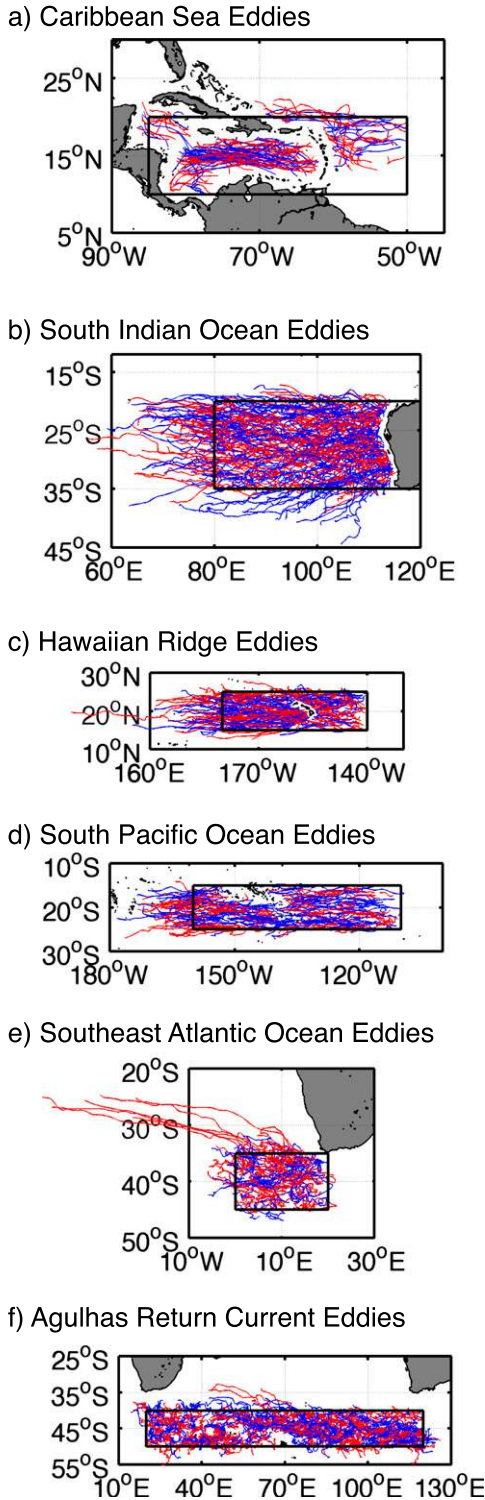 a) Caribbean Sea Eddies
25°N
15°N
5°N
90°W 70°W 50°W
b) South Indian Ocean Eddies
15°S
25°S
35°S
45°S
60°E 80°E 100°E 120°E
c) Hawaiian Ridge Eddies
30°N
20°N
10°N
160°E 170°W 140°W
d) South Pacific Ocean Eddies
10°S
20°S
30°S
180°W 150°W 120°W
e) Southeast Atlantic Ocean Eddies
20°S
30°S
40°S
50°S
10°W 10°E 30°E
f) Agulhas Return Current Eddies
25°S
35°S
45°S
55°S
10°E 40°E 70°E 100°E 130°E